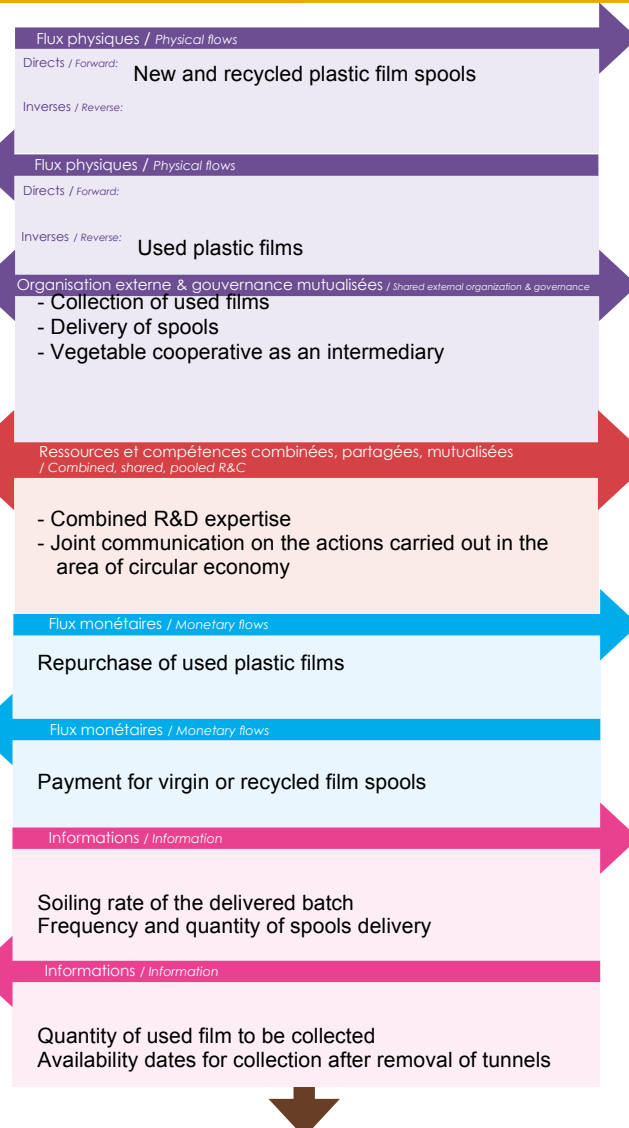 Flux physiques / Physical flows
Directs / Forward: New and recycled plastic film spools
Inverses / Reverse:
Flux physiques / Physical flows
Directs / Forward:
Inverses / Reverse: Used plastic films
Organisation externe & gouvernance mutualisées / Shared external organization & governance
- Collection of used films
- Delivery of spools
- Vegetable cooperative as an intermediary
Ressources et compétences combinées, partagées, mutualisées
/ Combined, shared, pooled R&C
- Combined R&D expertise
- Joint communication on the actions carried out in the
area of circular economy
Flux monétaires / Monetary flows
Repurchase of used plastic films
Flux monétaires / Monetary flows
Payment for virgin or recycled film spools
Informations / Information
Soiling rate of the delivered batch
Frequency and quantity of spools delivery
Informations / Information
Quantity of used film to be collected
Availability dates for collection after removal of tunnels